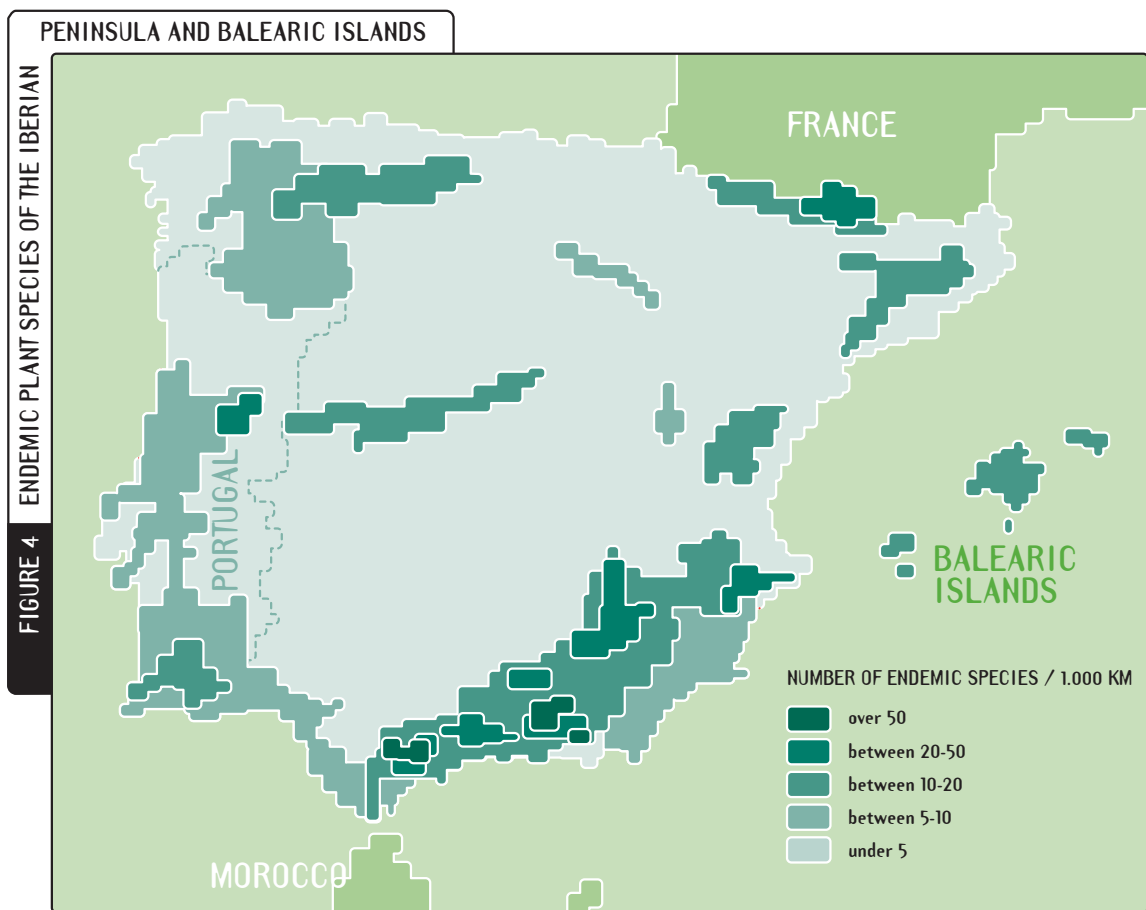 PENINSULA AND BALEARIC ISLANDS
ENDEMIC PLANT SPECIES OF THE IBERIAN
FIGURE 4
FRANCE
PORTUGAL
BALEARIC
ISLANDS
MOROCCO
NUMBER OF ENDEMIC SPECIES / 1.000 KM
over 50
between 20-50
between 10-20
between 5-10
under 5